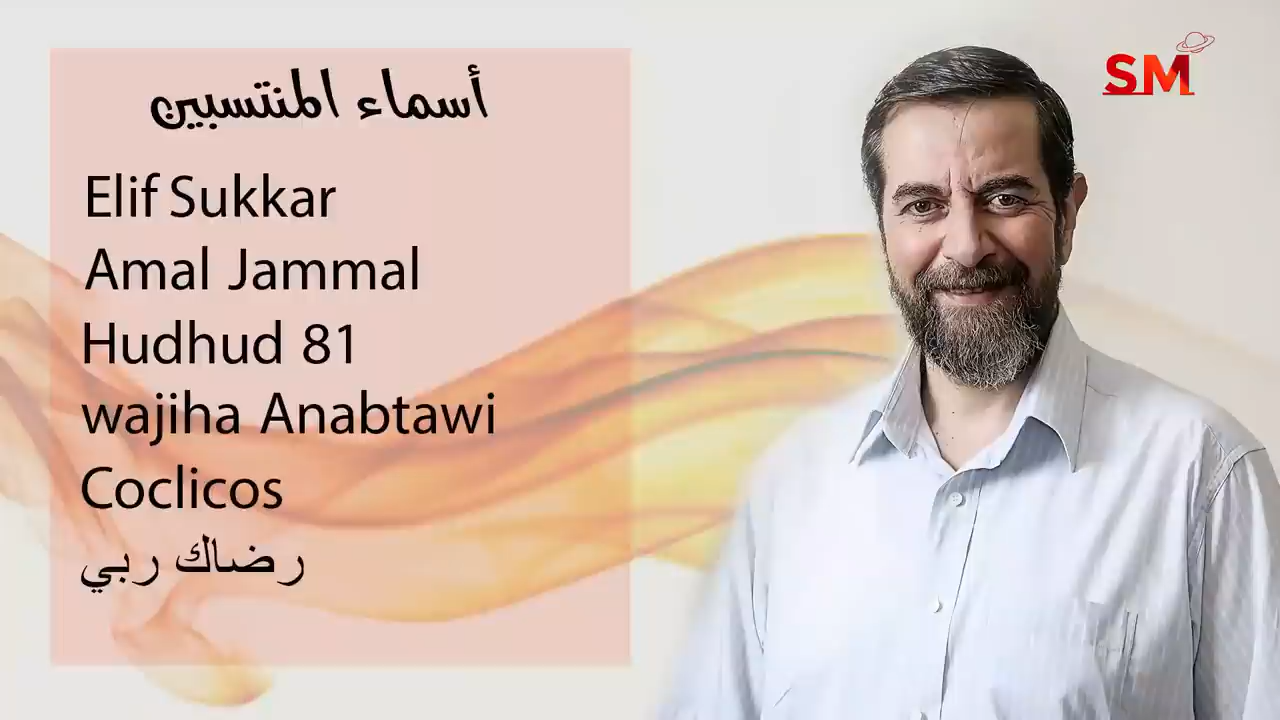 SM
أسماء المنتسبين
Elif Sukkar
Amal Jammal
Hudhud 81
wajiha Anabtawi
Coclicos
رضاك ربي